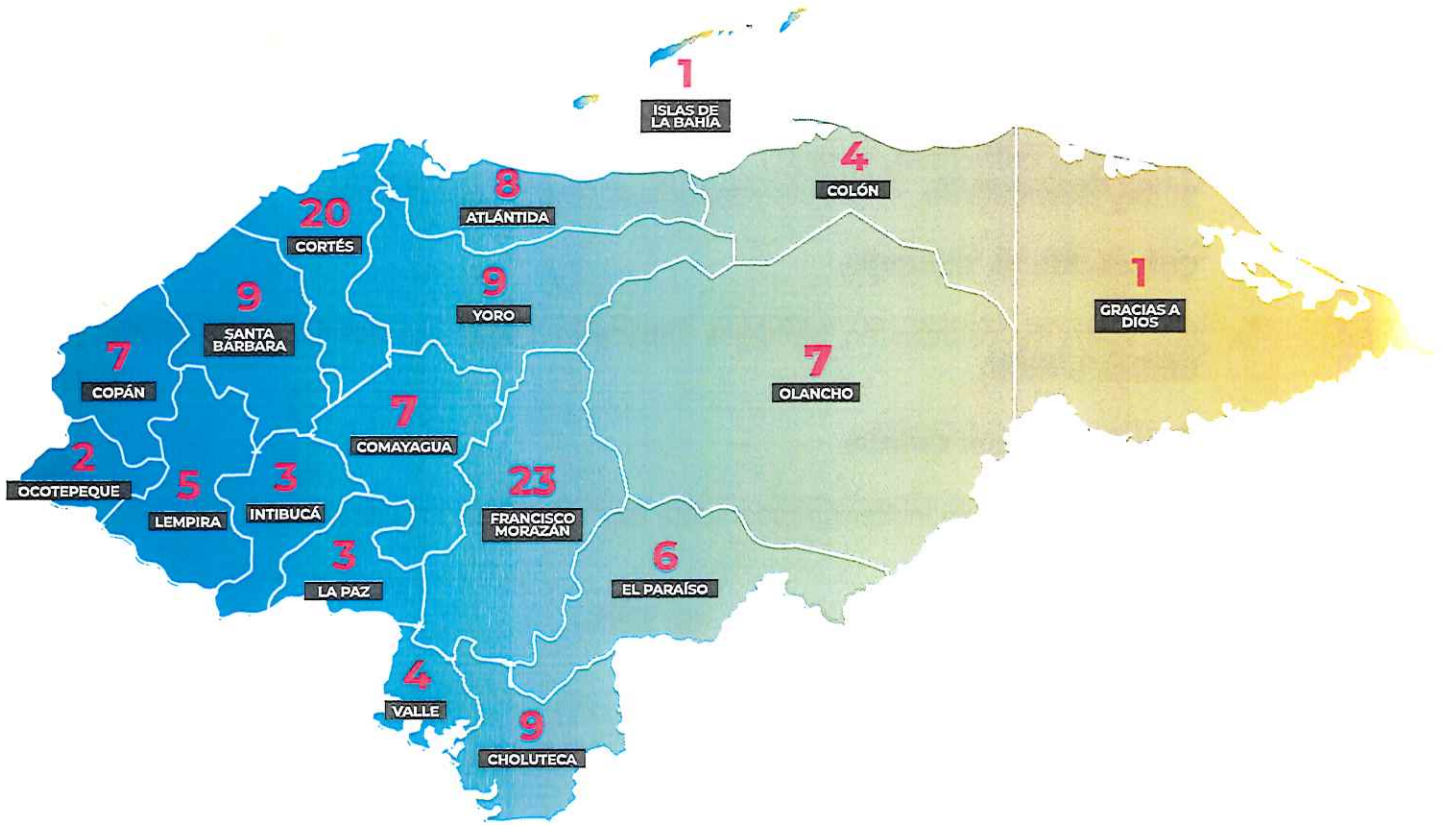 1
ISLAS DE
LA BAHÍA
4
COLÓN
8
ATLÁNTIDA
20
CORTÉS
1
GRACIAS A
DIOS
9
YORO
9
SANTA
BÁRBARA
7
COPÁN
7
OLANCHO
7
COMAYAGUA
2
OCOTEPEQUE
5
LEMPIRA
3
INTIBUCÁ
23
FRANCISCO
MORAZÁN
3
LA PAZ
6
EL PARAÍSO
4
VALLE
9
CHOLUTECA